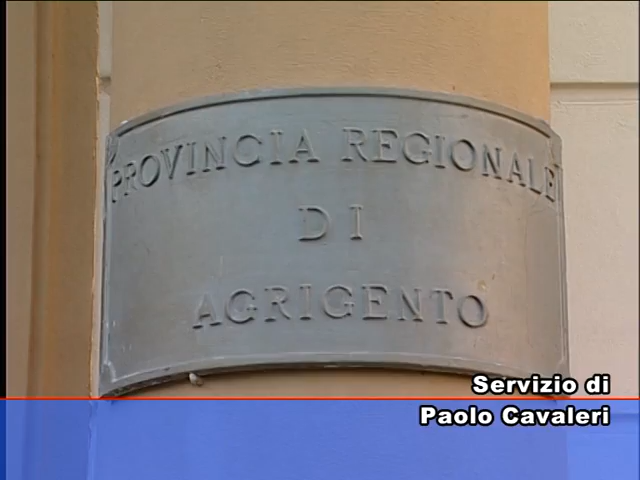 PROVINCIA REGIONALE
DI
AGRIGENTO
Servizio di
Paolo Cavaleri